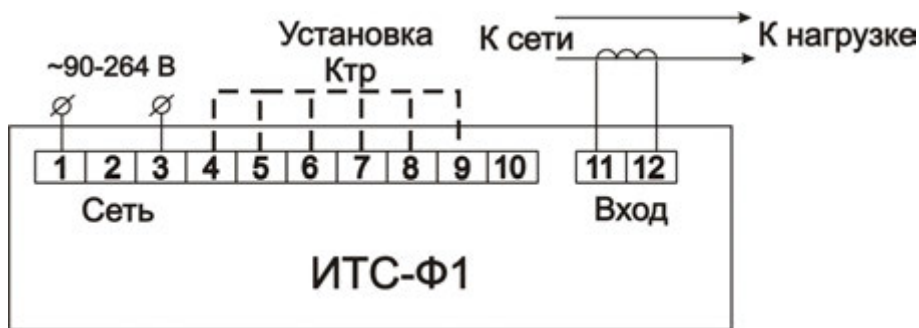 Установка
Ктр
К сети
К нагрузке
~90-264 В
1 2 3 4 5 6 7 8 9 10
11 12
Сеть
Вход
ИТС-Ф1